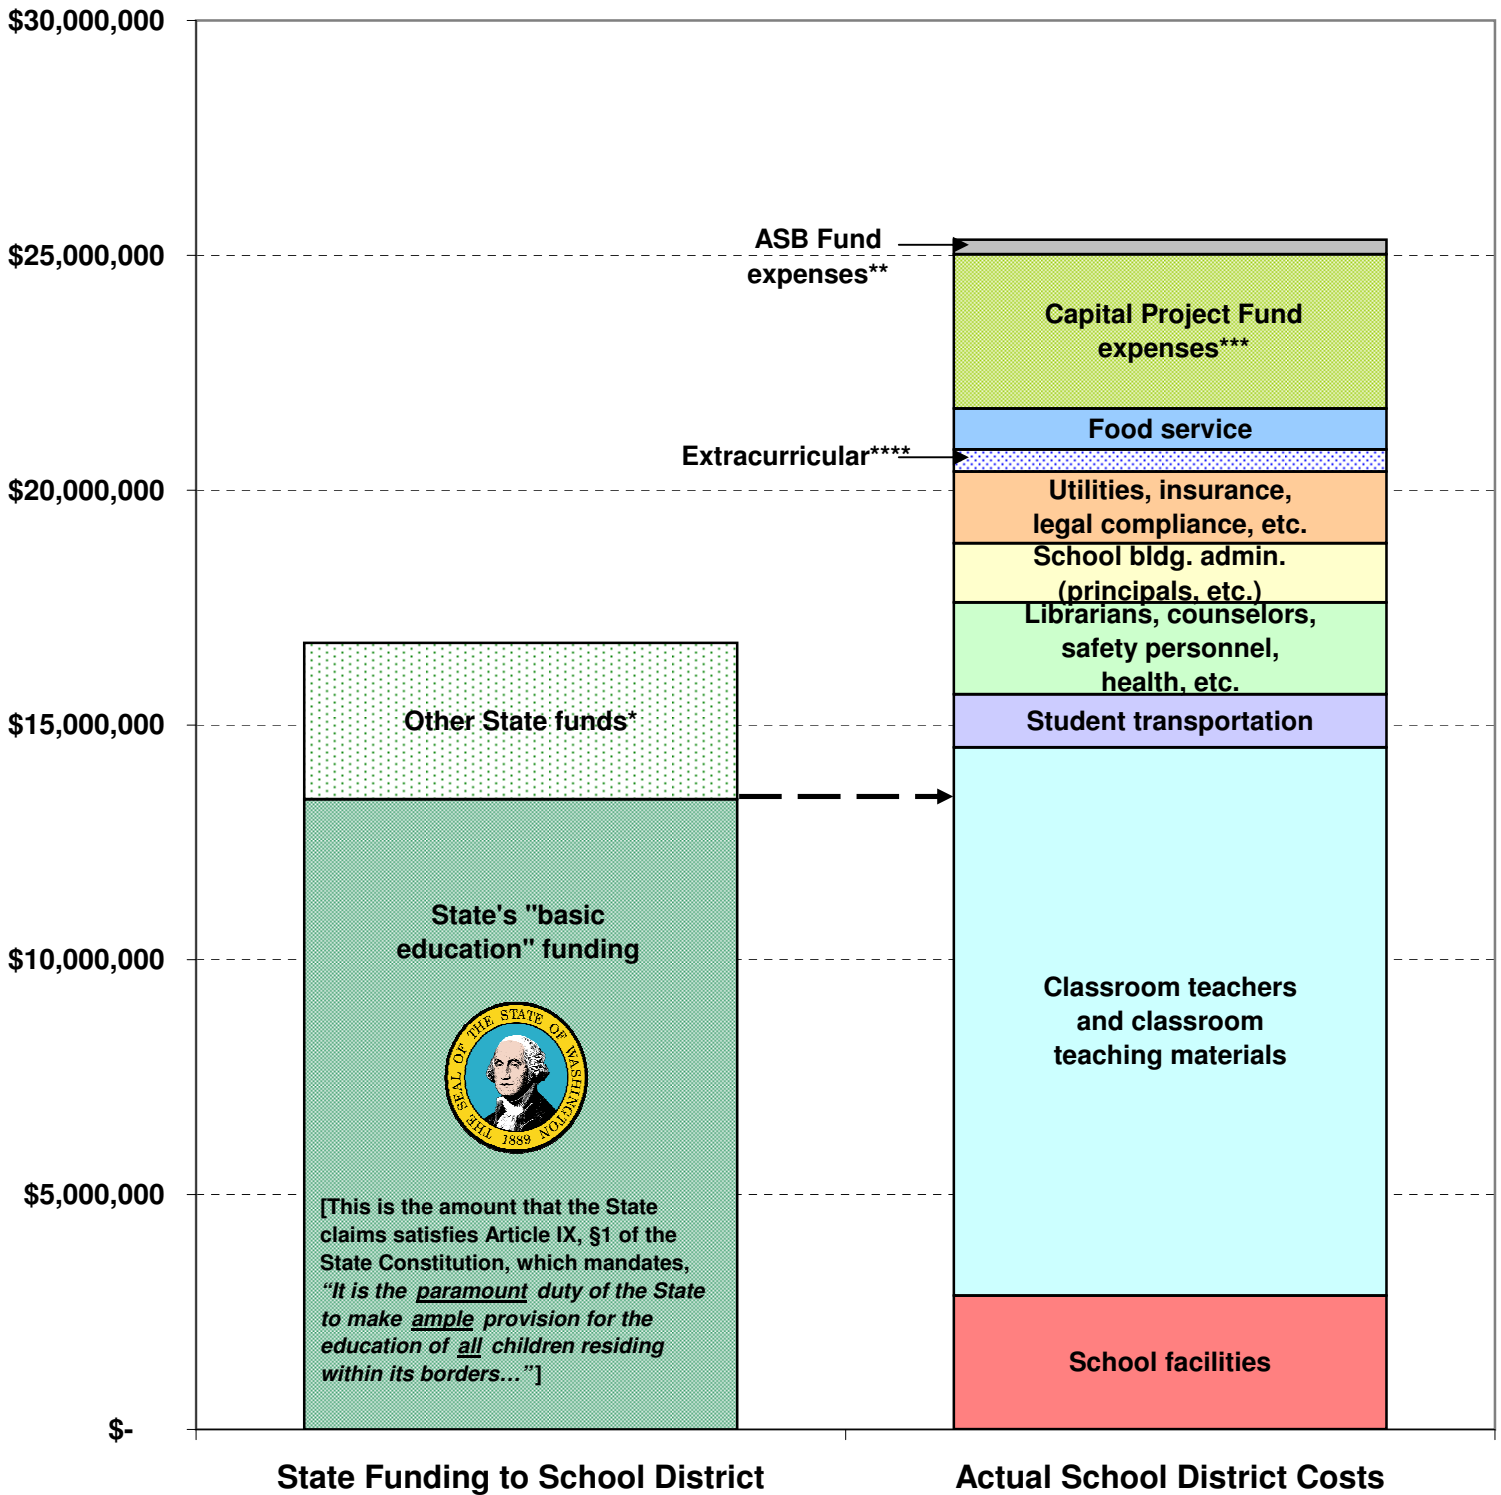 $30,000,000
$25,000,000
$20,000,000
$15,000,000
$10,000,000
$5,000,000
$-
Other State funds*
State's "basic
education" funding
THE SEAL OF THE STATE OF WASHINGTON
1889
[This is the amount that the State
claims satisfies Article IX, §1 of the
State Constitution, which mandates,
“It is the paramount duty of the State
to make ample provision for the
education of all children residing
within its borders…”]
State Funding to School District
ASB Fund
expenses**
Capital Project Fund
expenses***
Food service
Extracurricular****
Utilities, insurance,
legal compliance, etc.
School bldg. admin.
(principals, etc.)
Librarians, counselors,
safety personnel,
health, etc.
Student transportation
Classroom teachers
and classroom
teaching materials
School facilities
Actual School District Costs